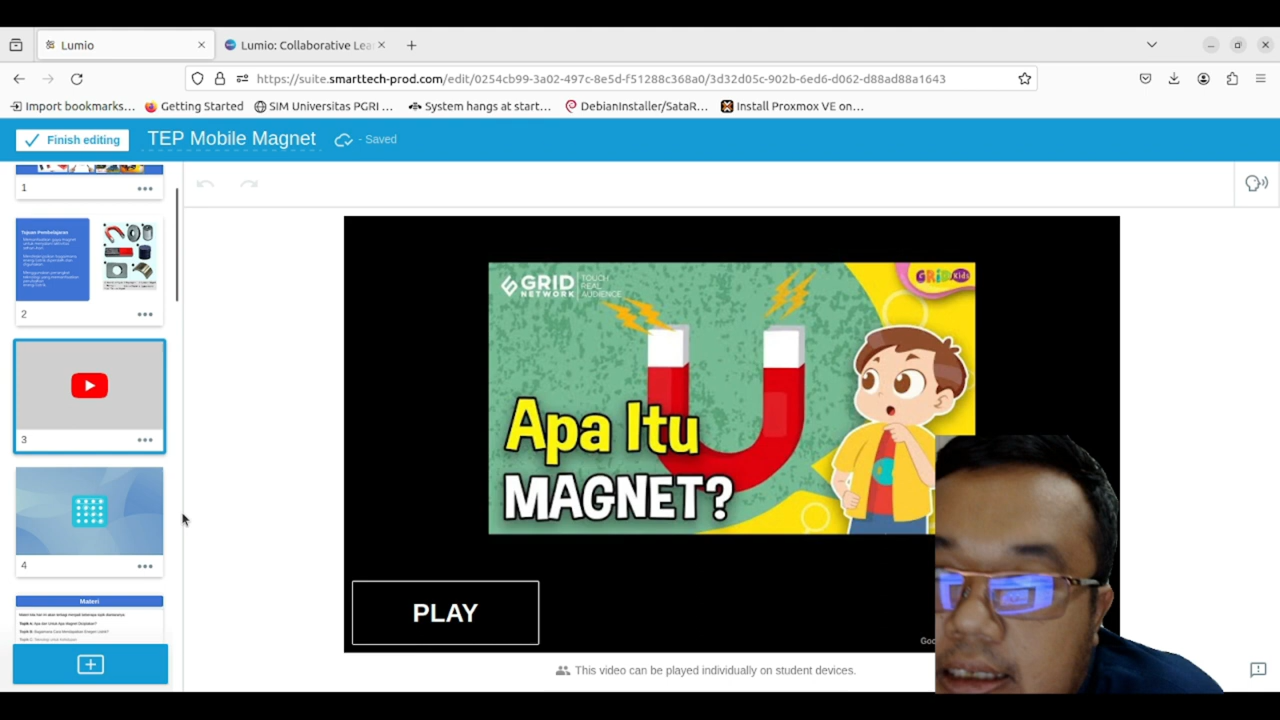 Lumio
Lumio: Collaborative Lea
https://suite.smarttech-prod.com/edit/0254cb99-3a02-497c-8e5d-f51288c368a0/3d32d05c-902b-6ed6-d062-d88ad88a1643
Import bookmarks...
Getting Started
SIM Universitas PGRI ...
System hangs at start...
DebianInstaller/SataR...
Install Proxmox VE on...
Finish editing
TEP Mobile Magnet
- Saved
1
Tujuan Pembelajaran
2
3
4
Materi
GRID
NETWORK
TOUCH
REAL
AUDIENCE
GRiD Kids
Apa Itu
MAGNET?
PLAY
Goo
This video can be played individually on student devices.